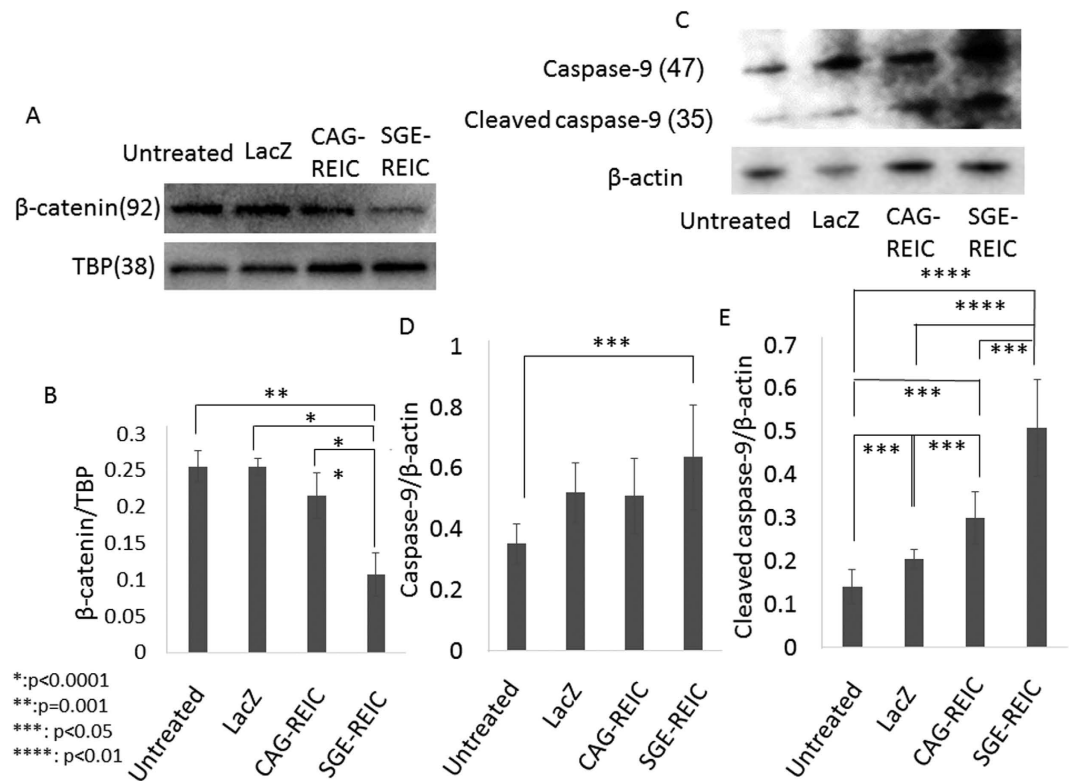 A
Untreated LacZ CAG-REIC SGE-REIC
β-catenin(92)
TBP(38)
C
Caspase-9 (47)
Cleaved caspase-9 (35)
β-actin
Untreated LacZ CAG-REIC SGE-REIC
B
**
*
*
*
β-catenin/TBP
0.3
0.25
0.2
0.15
0.1
0.05
0
Untreated LacZ CAG-REIC SGE-REIC
*:p<0.0001
**:p=0.001
***: p<0.05
****: p<0.01
D
***
Caspase-9/β-actin
1
0.8
0.6
0.4
0.2
0
Untreated LacZ CAG-REIC SGE-REIC
E
****
****
***
***
***
***
Cleaved caspase-9/β-actin
0.7
0.6
0.5
0.4
0.3
0.2
0.1
0
Untreated LacZ CAG-REIC SGE-REIC